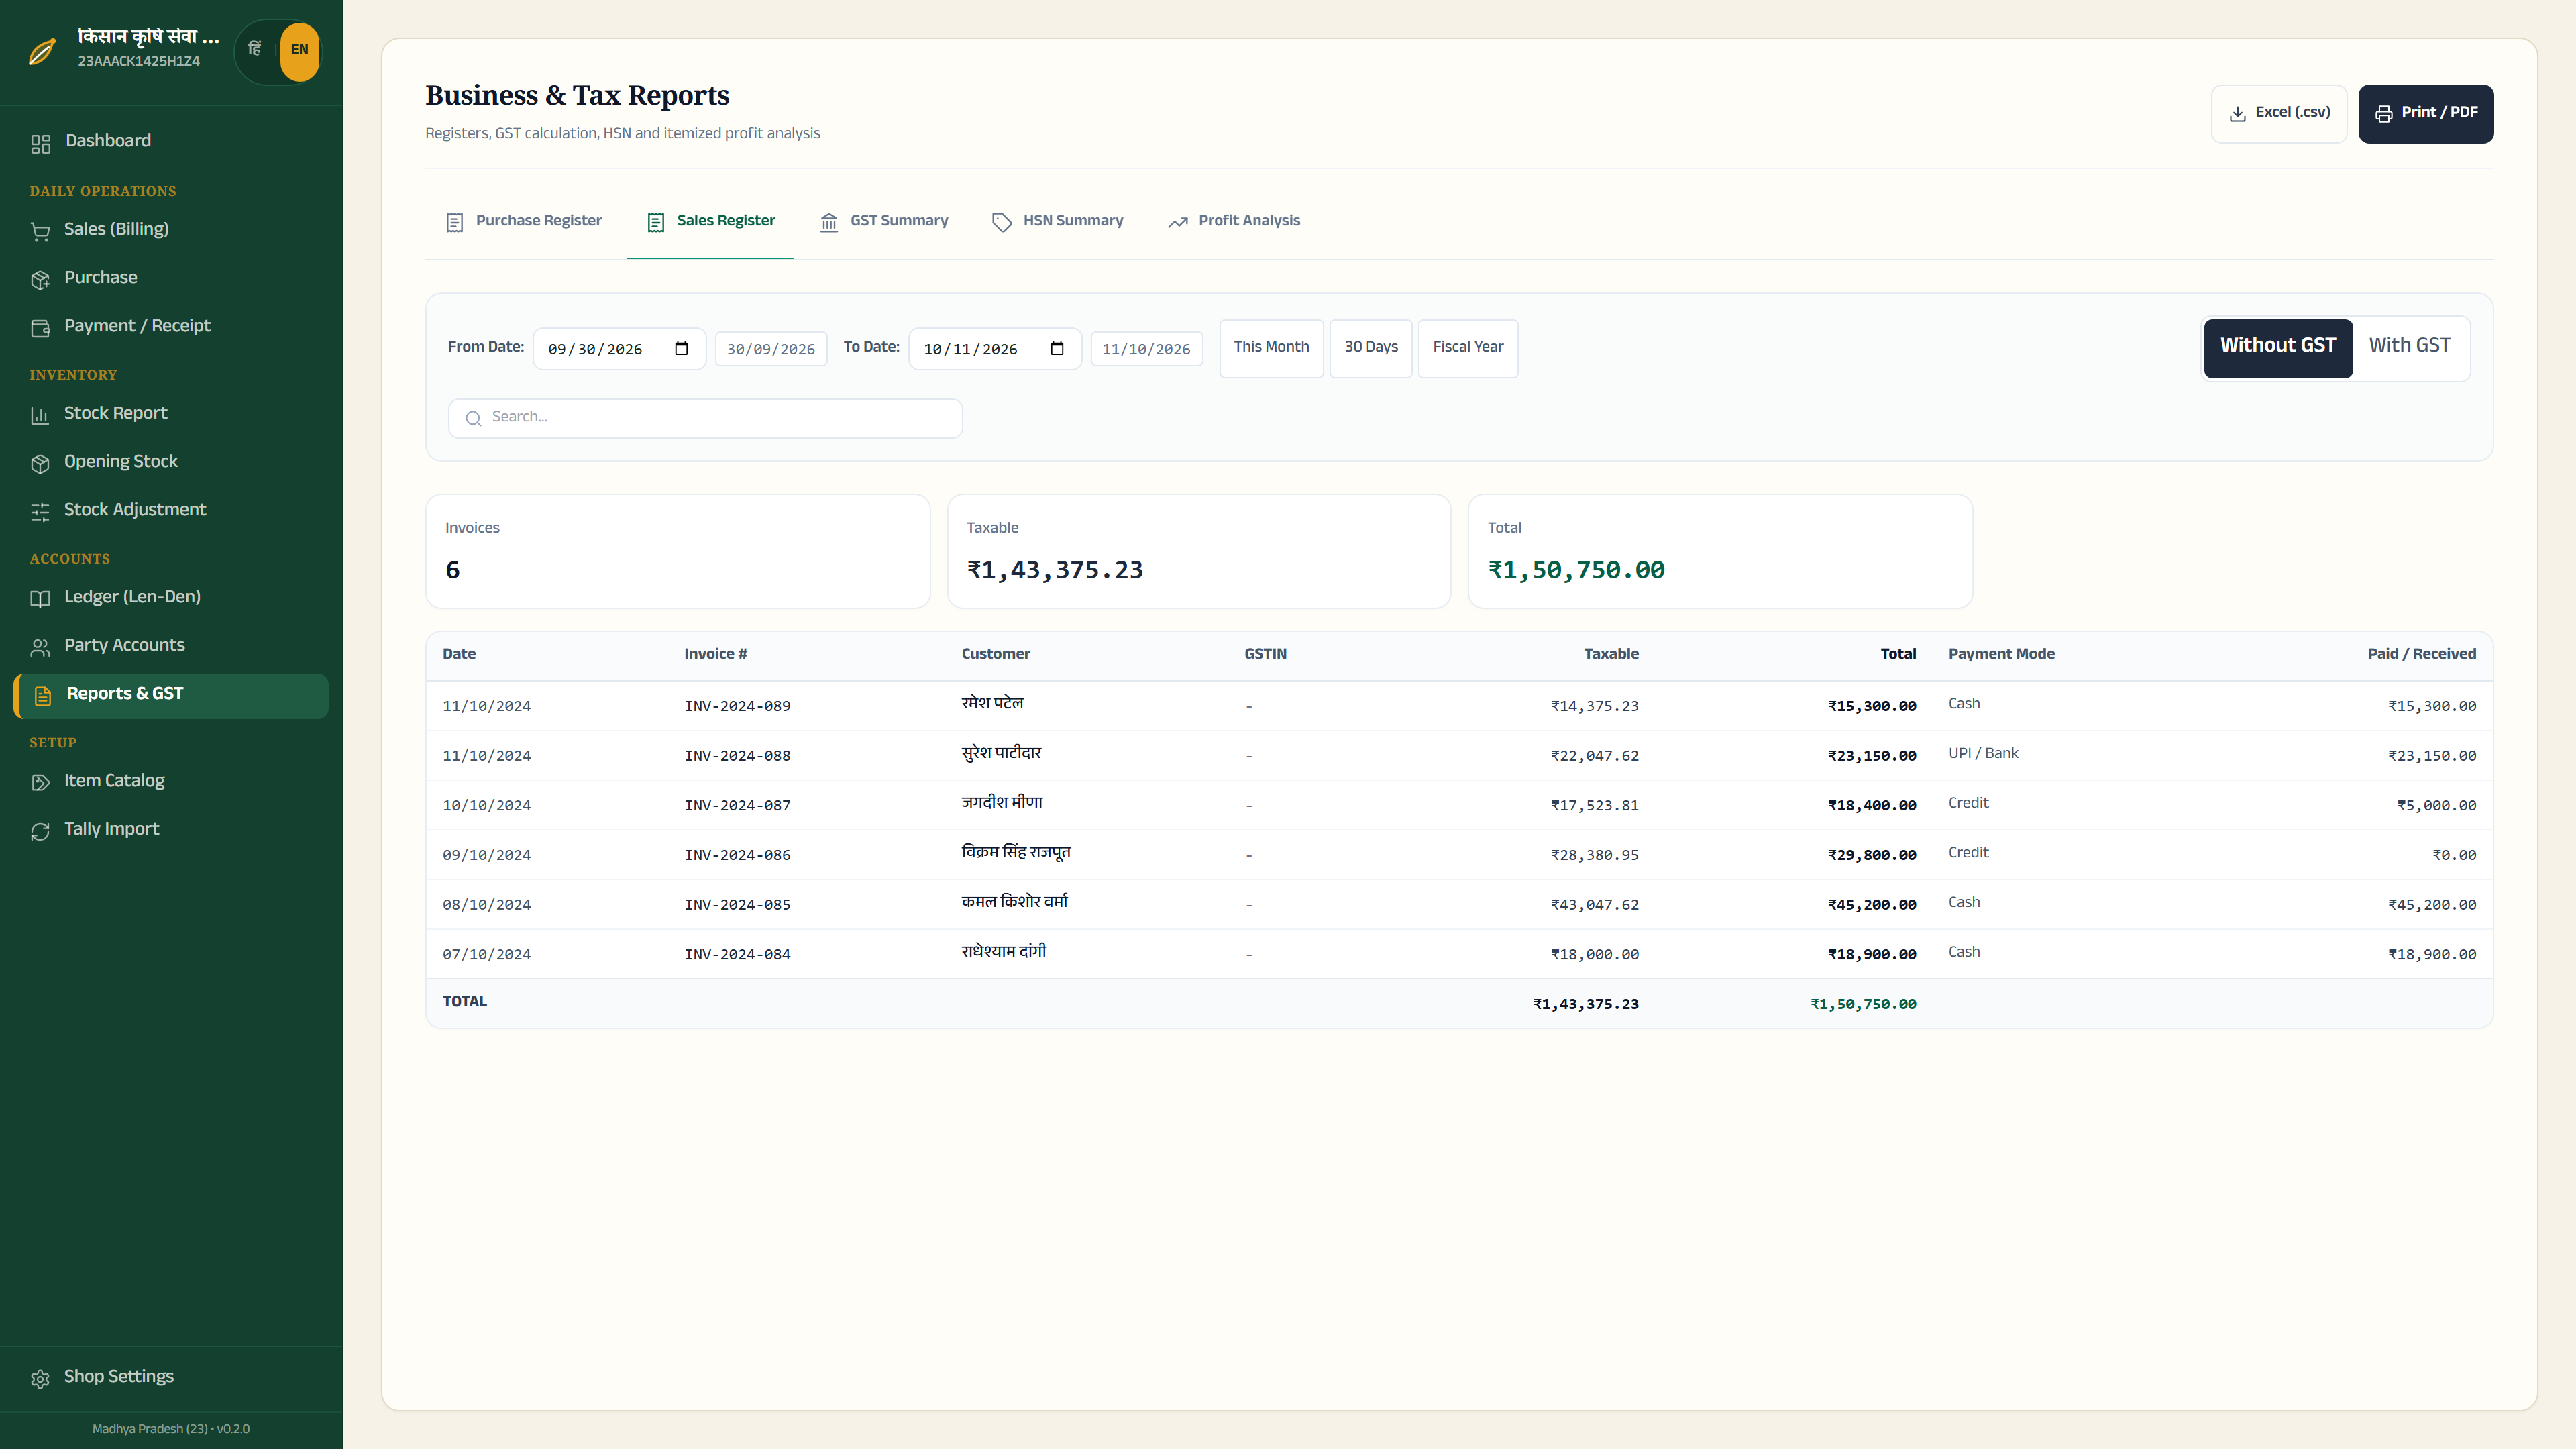 किसान कृषि सेवा ...
23AAACK1425H1Z4
हिं
EN
Dashboard
DAILY OPERATIONS
Sales (Billing)
Purchase
Payment / Receipt
INVENTORY
Stock Report
Opening Stock
Stock Adjustment
ACCOUNTS
Ledger (Len-Den)
Party Accounts
Reports & GST
SETUP
Item Catalog
Tally Import
Shop Settings
Madhya Pradesh (23) • v0.2.0
Business & Tax Reports
Registers, GST calculation, HSN and itemized profit analysis
Excel (.csv)
Print / PDF
Purchase Register
Sales Register
GST Summary
HSN Summary
Profit Analysis
From Date: 09/30/2026 30/09/2026 To Date: 10/11/2026 11/10/2026 This Month 30 Days Fiscal Year
Without GST With GST
Search...
Invoices
6
Taxable
₹1,43,375.23
Total
₹1,50,750.00
Date Invoice # Customer GSTIN Taxable Total Payment Mode Paid / Received
11/10/2024 INV-2024-089 रमेश पटेल - ₹14,375.23 ₹15,300.00 Cash ₹15,300.00
11/10/2024 INV-2024-088 सुरेश पाटीदार - ₹22,047.62 ₹23,150.00 UPI / Bank ₹23,150.00
10/10/2024 INV-2024-087 जगदीश मीणा - ₹17,523.81 ₹18,400.00 Credit ₹5,000.00
09/10/2024 INV-2024-086 विक्रम सिंह राजपूत - ₹28,380.95 ₹29,800.00 Credit ₹0.00
08/10/2024 INV-2024-085 कमल किशोर वर्मा - ₹43,047.62 ₹45,200.00 Cash ₹45,200.00
07/10/2024 INV-2024-084 राधेश्याम दांगी - ₹18,000.00 ₹18,900.00 Cash ₹18,900.00
TOTAL ₹1,43,375.23 ₹1,50,750.00